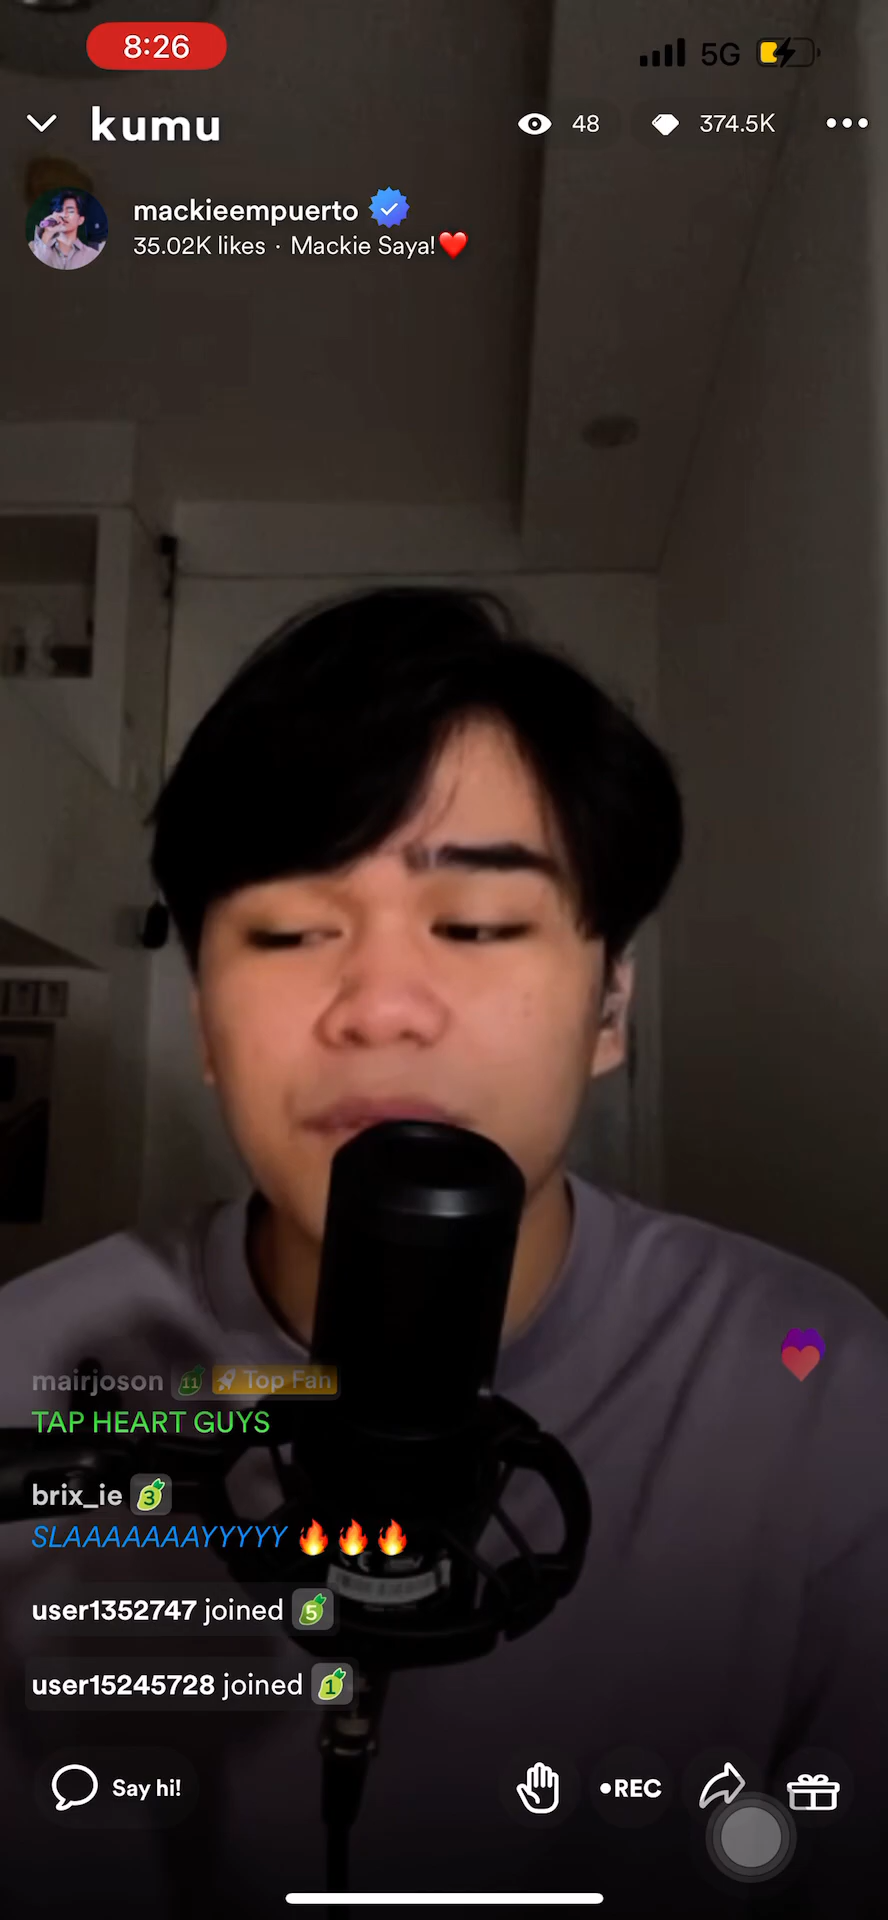 8:26
5G
kumu
48
374.5K
mackieempuerto
35.02K likes · Mackie Saya!❤️
mairjoson 11 Top Fan
TAP HEART GUYS
brix_ie 3
SLAAAAAAAYYYYY 🔥🔥🔥
user1352747 joined 5
user15245728 joined 1
Say hi!
•REC